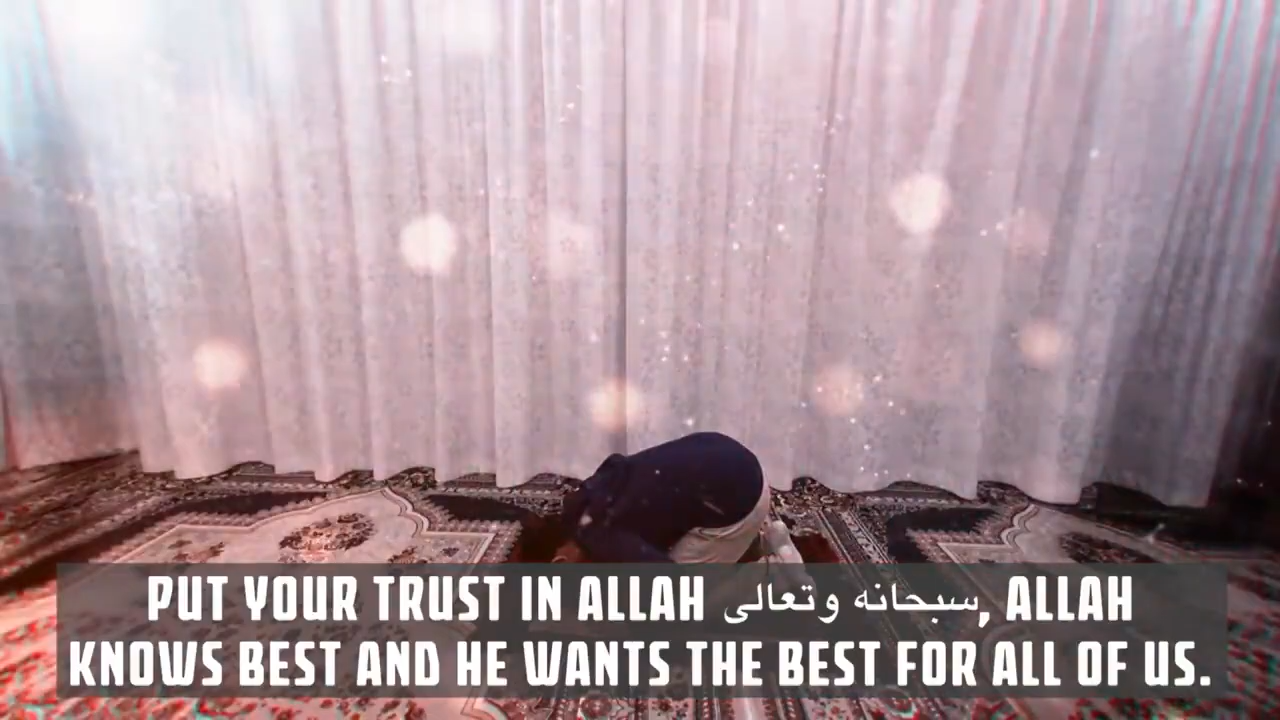 PUT YOUR TRUST IN ALLAH سبحانه وتعالى, ALLAH
KNOWS BEST AND HE WANTS THE BEST FOR ALL OF US.